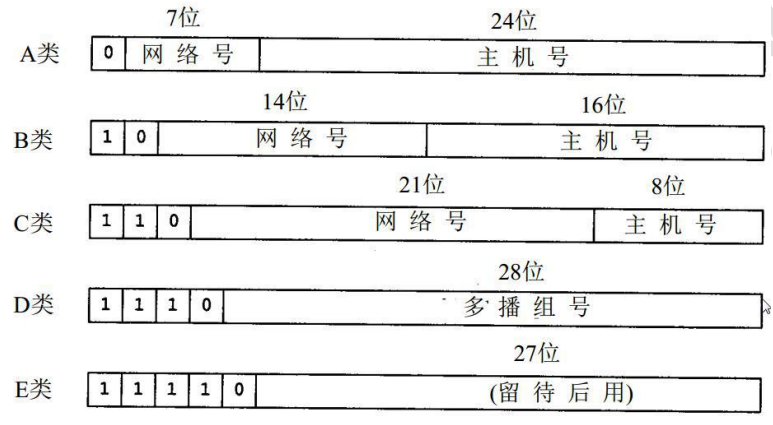 7位 24位
A类 0 网络号 主机号
14位 16位
B类 1 0 网络号 主机号
21位 8位
C类 1 1 0 网络号 主机号
28位
D类 1 1 1 0 多播组号
27位
E类 1 1 1 1 0 (留待后用)